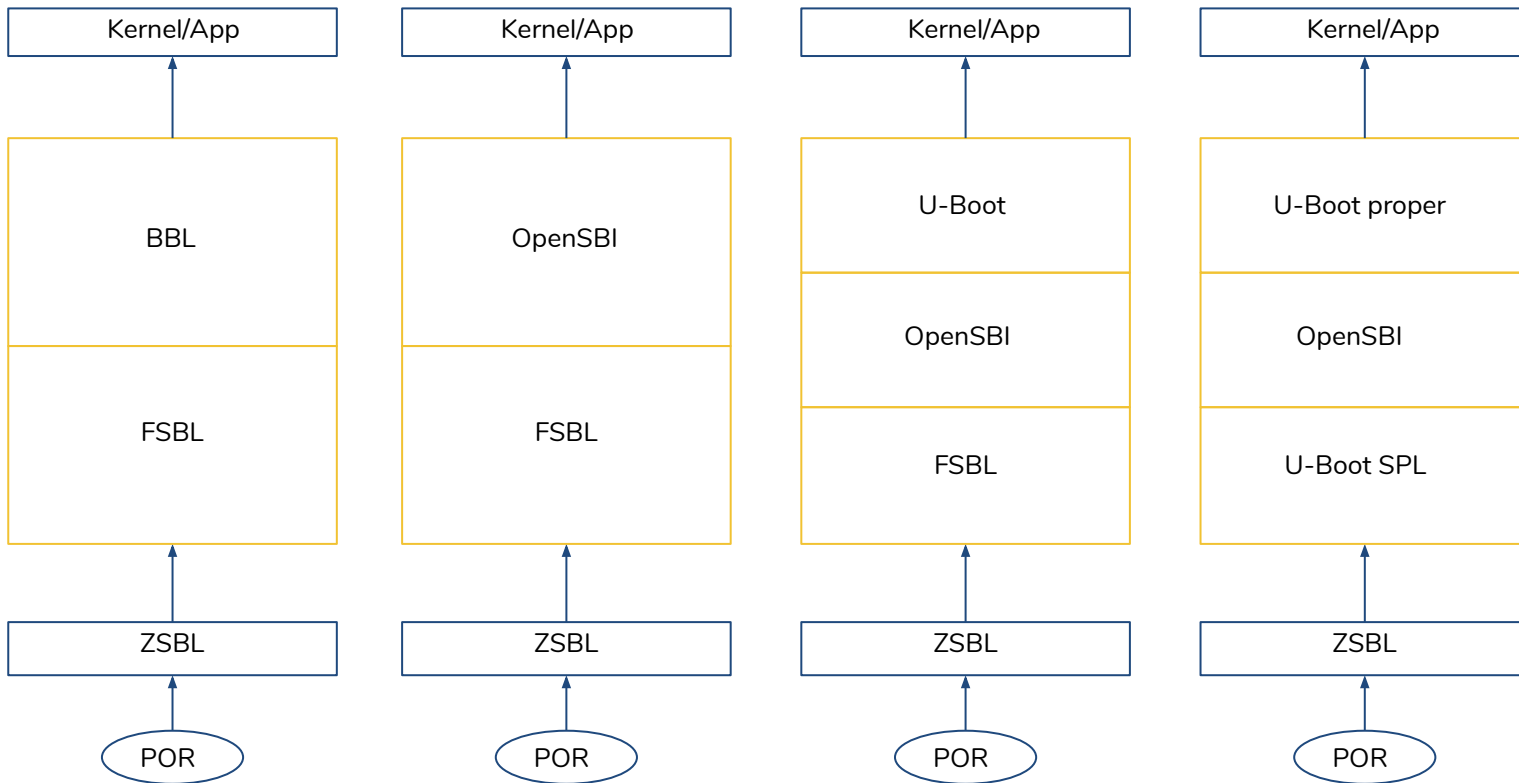 Kernel/App
Kernel/App
Kernel/App
Kernel/App
BBL
OpenSBI
U-Boot
U-Boot proper
OpenSBI
OpenSBI
FSBL
FSBL
FSBL
U-Boot SPL
ZSBL
ZSBL
ZSBL
ZSBL
POR
POR
POR
POR